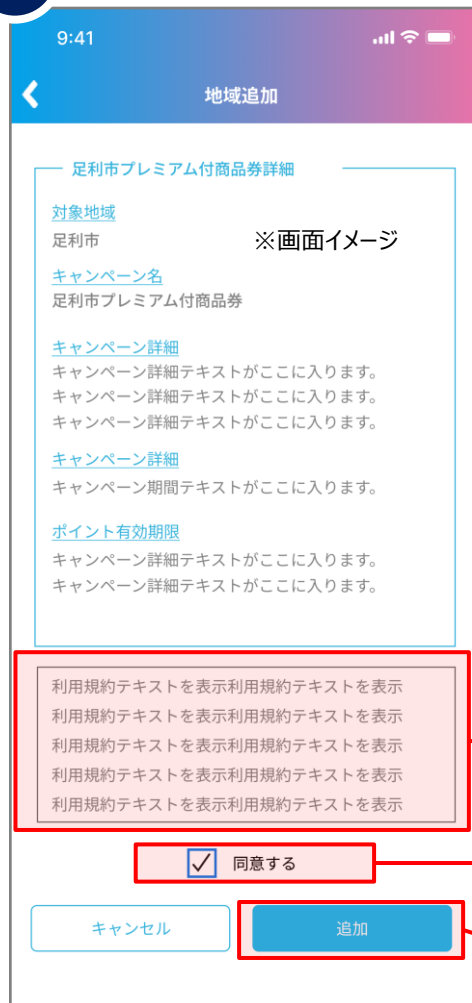 9:41
地域追加
足利市プレミアム付商品券詳細
対象地域
足利市
※画面イメージ
キャンペーン名
足利市プレミアム付商品券
キャンペーン詳細
キャンペーン詳細テキストがここに入ります。
キャンペーン詳細テキストがここに入ります。
キャンペーン詳細テキストがここに入ります。
キャンペーン詳細
キャンペーン期間テキストがここに入ります。
ポイント有効期限
キャンペーン詳細テキストがここに入ります。
キャンペーン詳細テキストがここに入ります。
利用規約テキストを表示利用規約テキストを表示
利用規約テキストを表示利用規約テキストを表示
利用規約テキストを表示利用規約テキストを表示
利用規約テキストを表示利用規約テキストを表示
利用規約テキストを表示利用規約テキストを表示
同意する
キャンセル
追加